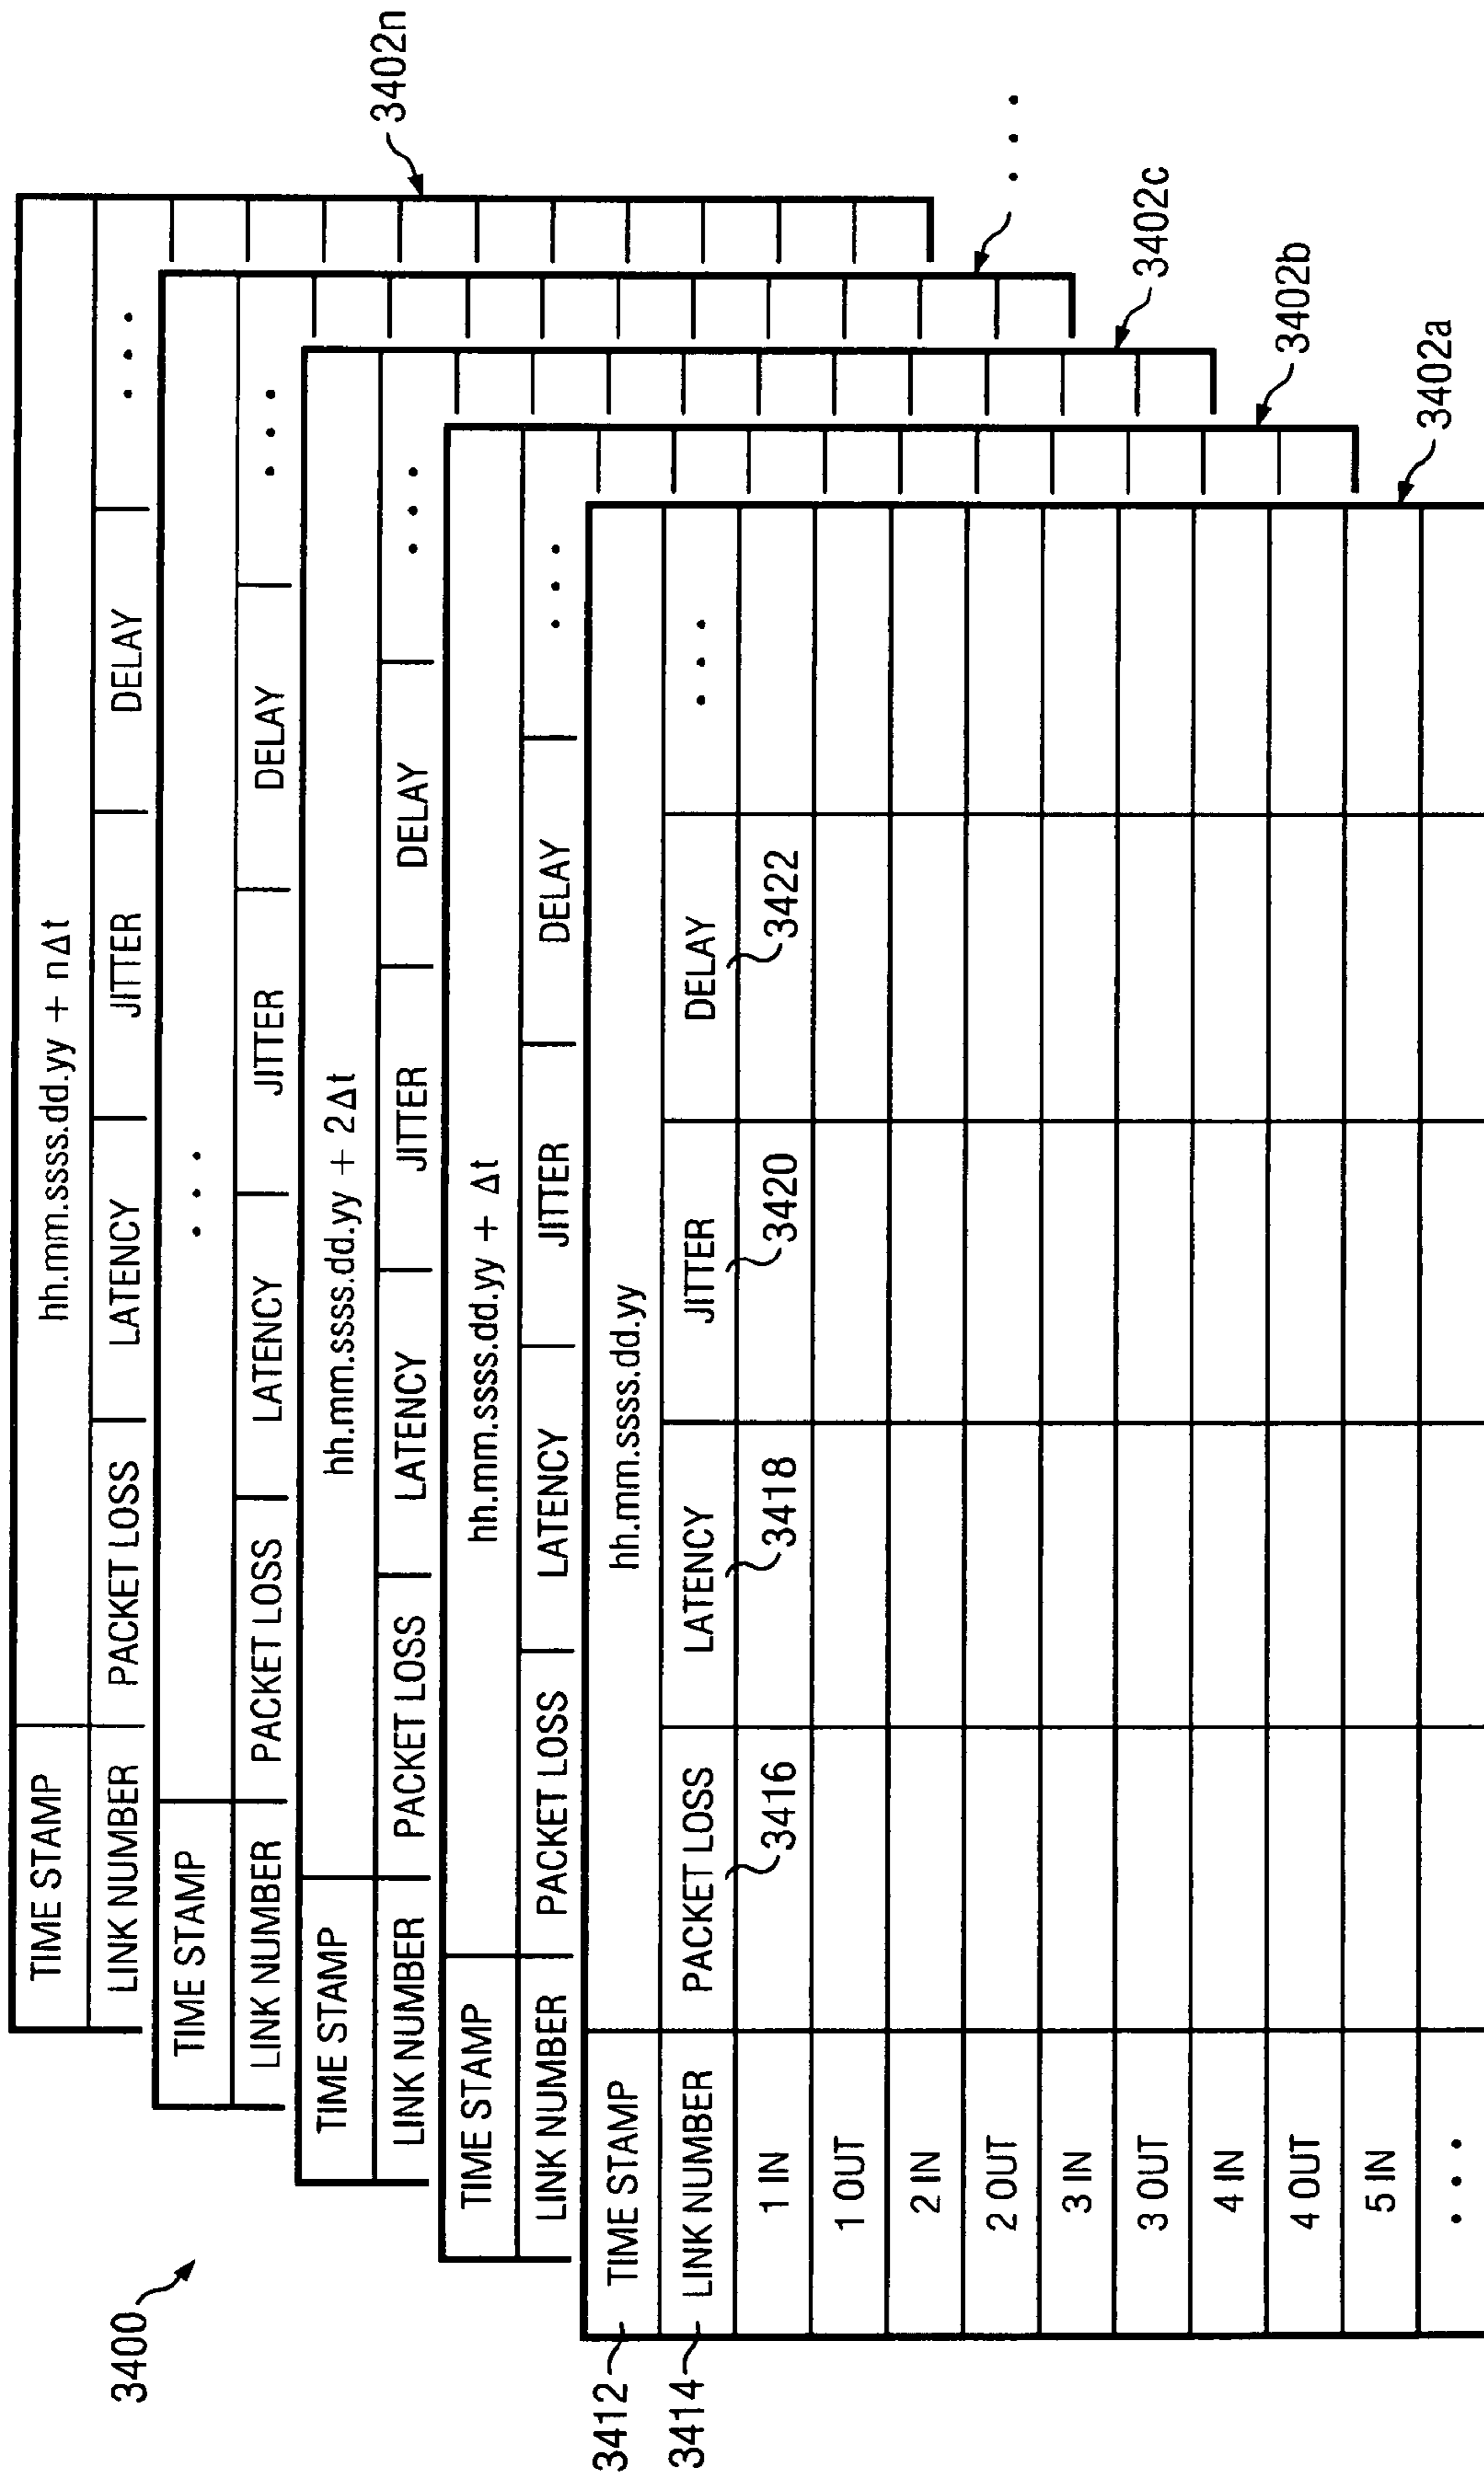 3400
TIME STAMP hh.mm.ssss.dd.yy + nΔt
LINK NUMBER PACKET LOSS LATENCY JITTER DELAY • • •
3402n
TIME STAMP • • •
LINK NUMBER PACKET LOSS LATENCY JITTER DELAY • • •
• • •
TIME STAMP hh.mm.ssss.dd.yy + 2Δt
LINK NUMBER PACKET LOSS LATENCY JITTER DELAY • • •
3402c
TIME STAMP hh.mm.ssss.dd.yy + Δt
LINK NUMBER PACKET LOSS LATENCY JITTER DELAY • • •
3402b
3412 TIME STAMP hh.mm.ssss.dd.yy
3414 LINK NUMBER PACKET LOSS LATENCY JITTER DELAY • • •
3402a
1 IN 3416 3418 3420 3422
1 OUT
2 IN
2 OUT
3 IN
3 OUT
4 IN
4 OUT
5 IN
• • •